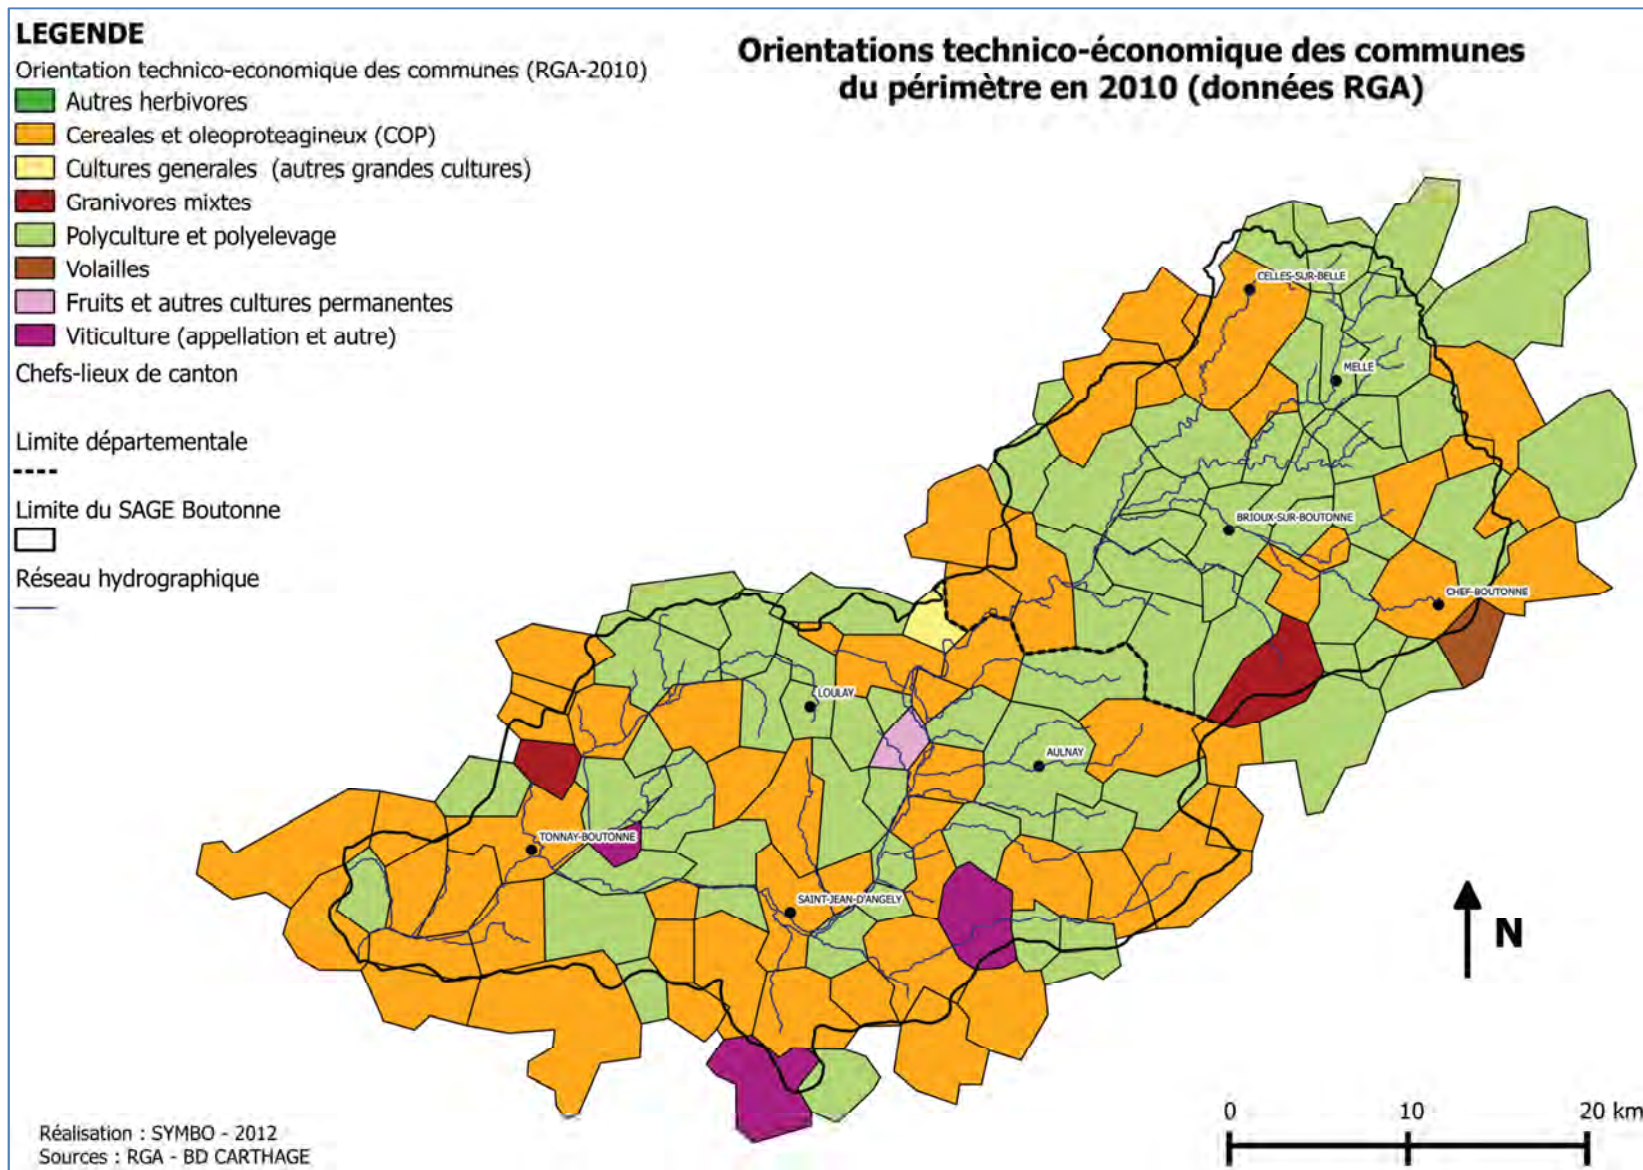 LEGENDE
Orientation technico-economique des communes (RGA-2010)
Autres herbivores
Cereales et oleoproteagineux (COP)
Cultures generales (autres grandes cultures)
Granivores mixtes
Polyculture et polyelevage
Volailles
Fruits et autres cultures permanentes
Viticulture (appellation et autre)
Chefs-lieux de canton
Limite départementale
Limite du SAGE Boutonne
Réseau hydrographique
Orientations technico-économique des communes
du périmètre en 2010 (données RGA)
CELLES-SUR-BELLE
MELLE
BRIOUX-SUR-BOUTONNE
CHEF-BOUTONNE
LOULAY
AULNAY
TONNAY-BOUTONNE
SAINT-JEAN-D'ANGELY
N
0 10 20 km
Réalisation : SYMBO - 2012
Sources : RGA - BD CARTHAGE